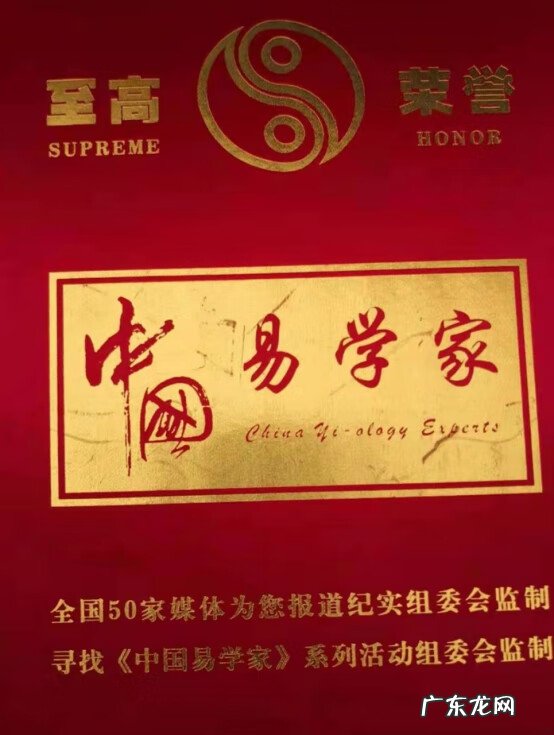 至高 荣誉
SUPREME HONOR
中国易学家
China Yi-ology Experts
全国50家媒体为您报道纪实组委会监制
寻找《中国易学家》系列活动组委会监制
广东龙网